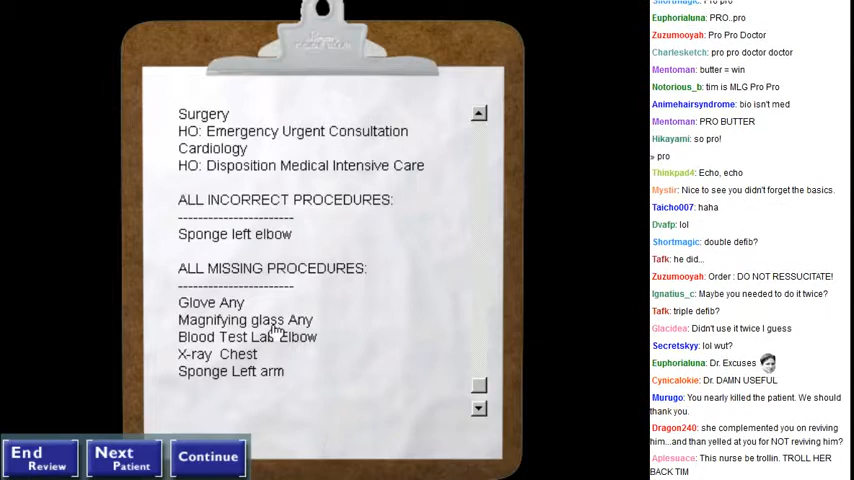 Surgery
HO: Emergency Urgent Consultation
Cardiology
HO: Disposition Medical Intensive Care
ALL INCORRECT PROCEDURES:
-----------------------
Sponge left elbow
ALL MISSING PROCEDURES:
-----------------------
Glove Any
Magnifying glass Any
Blood Test Lab Elbow
X-ray Chest
Sponge Left arm
End
Review
Next
Patient
Continue
Shortmagic: Pro pro
Euphorialuna: PRO..pro
Zuzumooyah: Pro Pro Doctor
Charlesketch: pro pro doctor doctor
Mentoman: butter = win
Notorious_b: tim is MLG Pro Pro
Animehairsyndrome: bio isn't med
Mentoman: PRO BUTTER
Hikayami: so pro!
» pro
Thinkpad4: Echo, echo
Mystir: Nice to see you didn't forget the basics.
Taicho007: haha
Dvafp: lol
Shortmagic: double defib?
Tafk: he did...
Zuzumooyah: Order : DO NOT RESSUCITATE!
Ignatius_c: Maybe you needed to do it twice?
Tafk: triple defib?
Glacidea: Didn't use it twice I guess
Secretskyy: lol wut?
Euphorialuna: Dr. Excuses
Cynicalokie: Dr. DAMN USEFUL
Murugo: You nearly killed the patient. We should
thank you.
Dragon240: she complemented you on reviving
him...and than yelled at you for NOT reviving him?
Aplesuace: This nurse be trollin. TROLL HER
BACK TIM